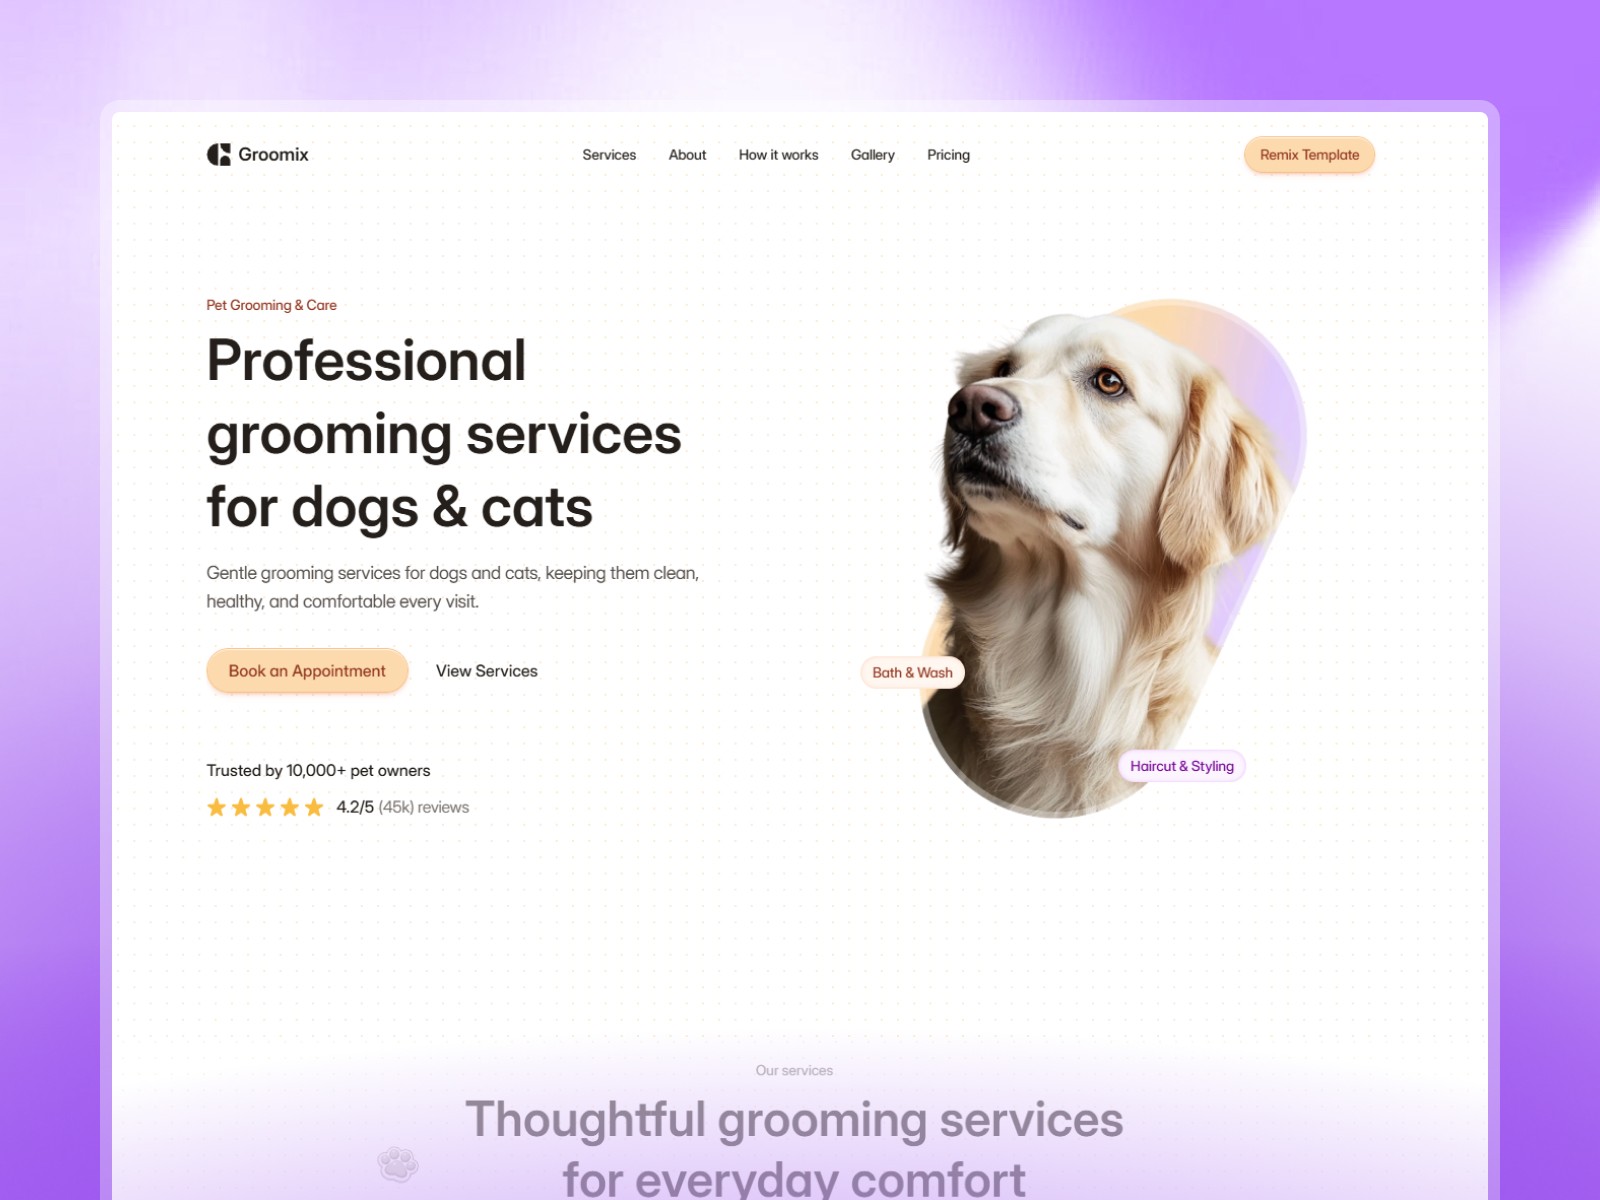 Groomix
Services
About
How it works
Gallery
Pricing
Remix Template
Pet Grooming & Care
Professional
grooming services
for dogs & cats
Gentle grooming services for dogs and cats, keeping them clean,
healthy, and comfortable every visit.
Book an Appointment
View Services
Trusted by 10,000+ pet owners
4.2/5 (45k) reviews
Bath & Wash
Haircut & Styling
Our services
Thoughtful grooming services
for everyday comfort